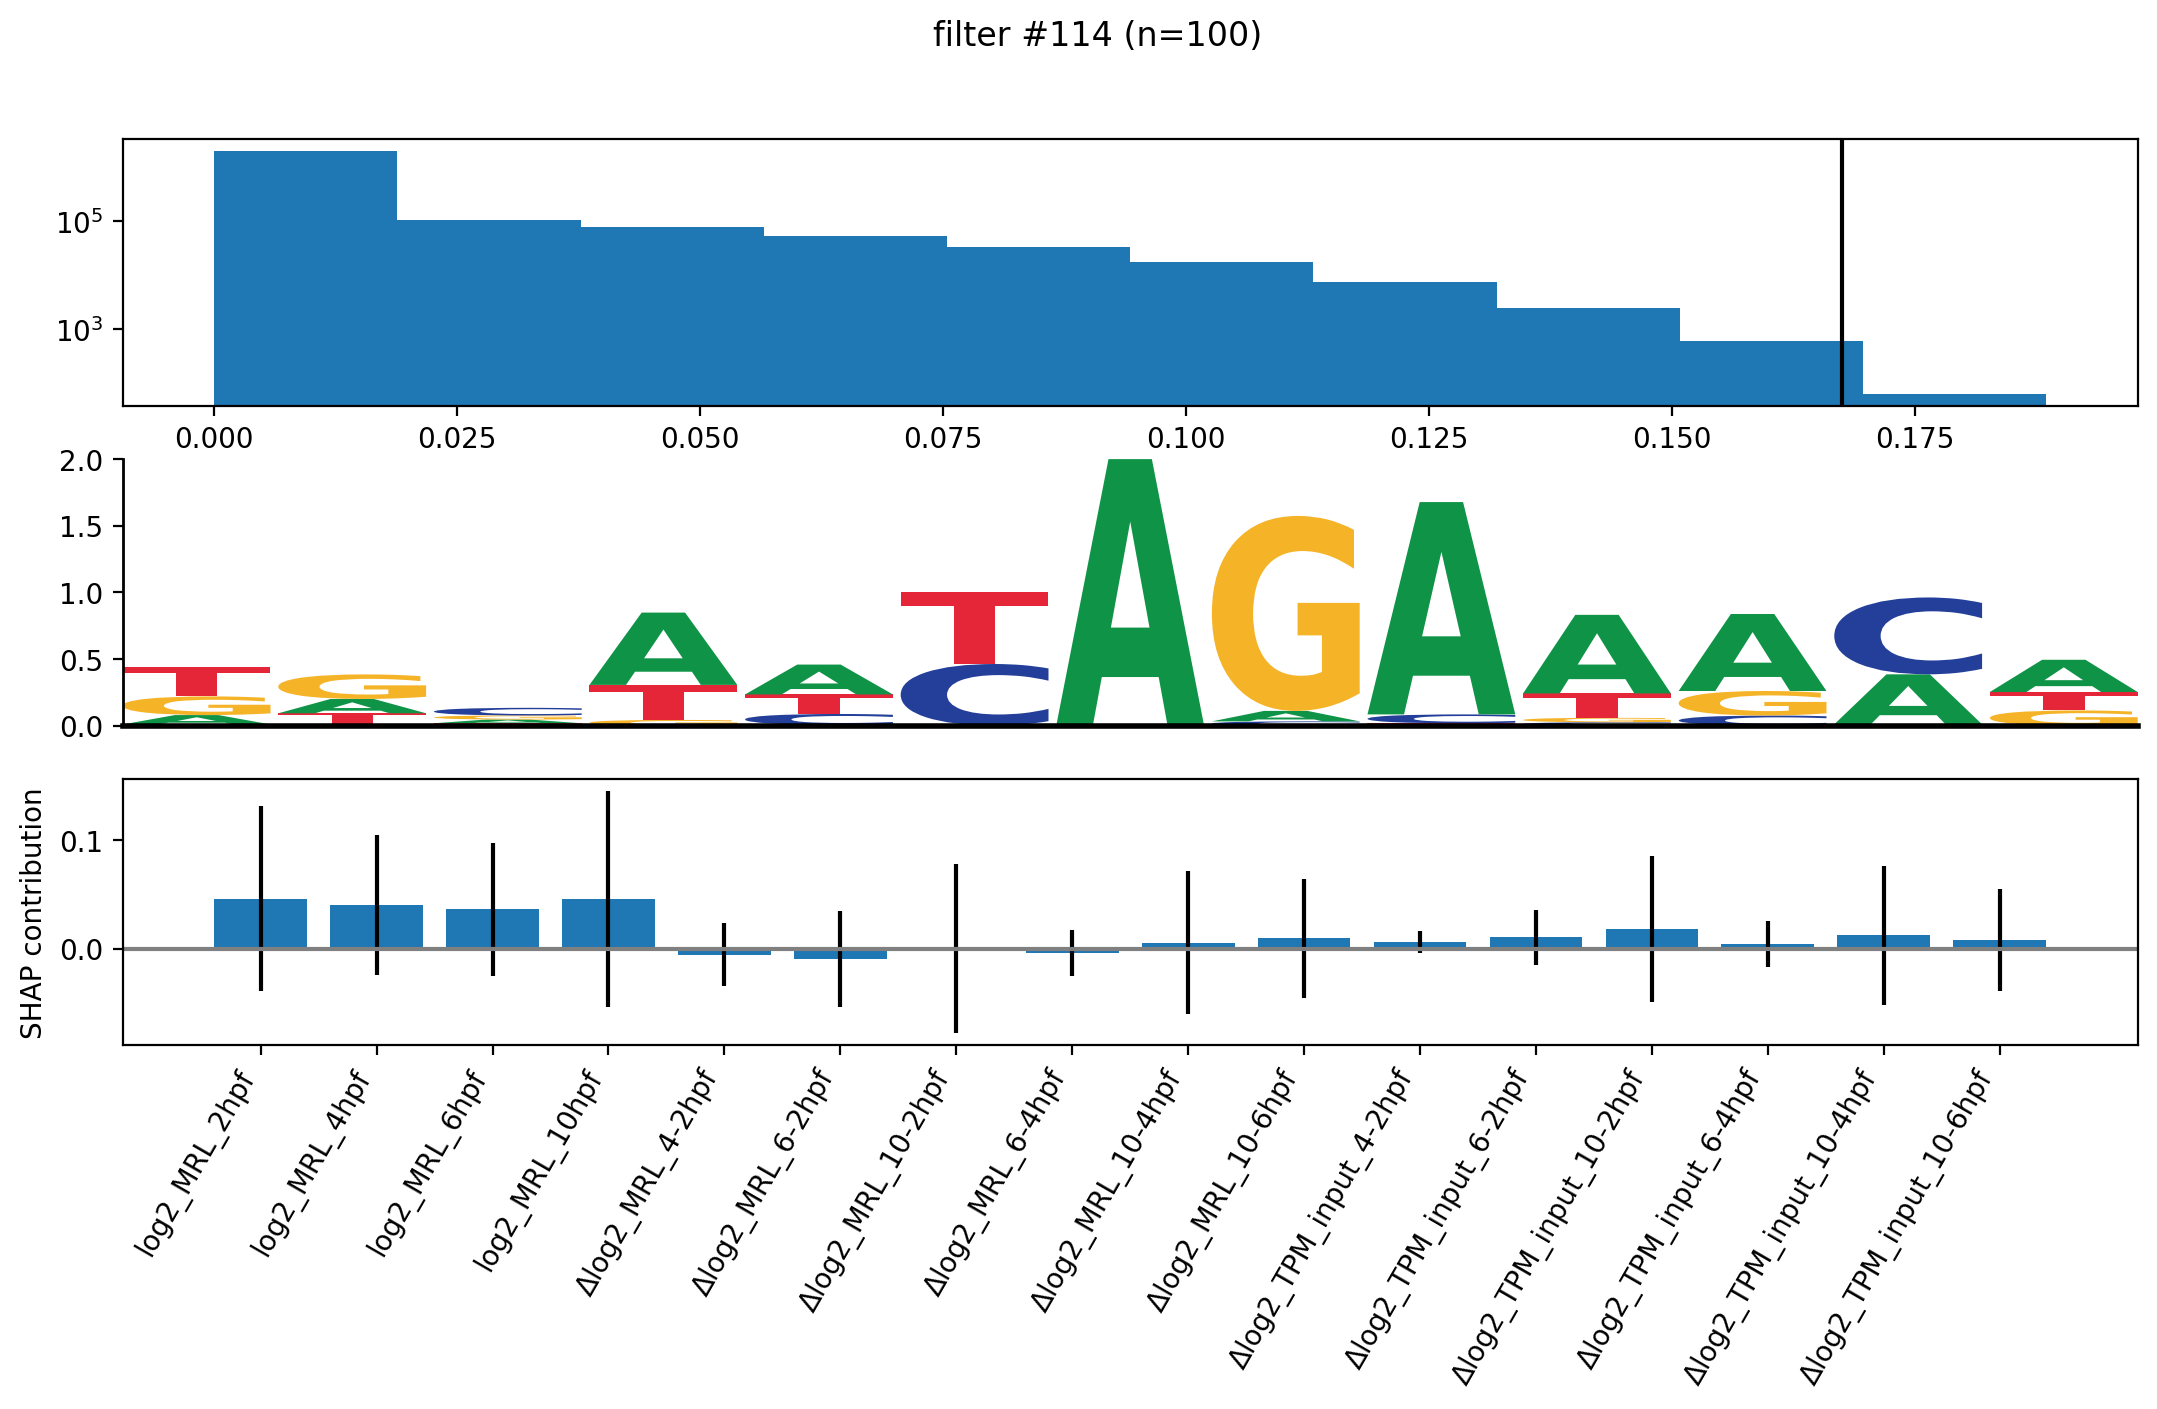 filter #114 (n=100)
10⁵
10³
0.000 0.025 0.050 0.075 0.100 0.125 0.150 0.175
2.0
1.5
1.0
0.5
0.0
T G C A A T A G A A A C A
G A G T T C A C T G A T
A T A G C C G C G
SHAP contribution
0.1
0.0
log2_MRL_2hpf
log2_MRL_4hpf
log2_MRL_6hpf
log2_MRL_10hpf
Δlog2_MRL_4-2hpf
Δlog2_MRL_6-2hpf
Δlog2_MRL_10-2hpf
Δlog2_MRL_6-4hpf
Δlog2_MRL_10-4hpf
Δlog2_MRL_10-6hpf
Δlog2_TPM_input_4-2hpf
Δlog2_TPM_input_6-2hpf
Δlog2_TPM_input_10-2hpf
Δlog2_TPM_input_6-4hpf
Δlog2_TPM_input_10-4hpf
Δlog2_TPM_input_10-6hpf